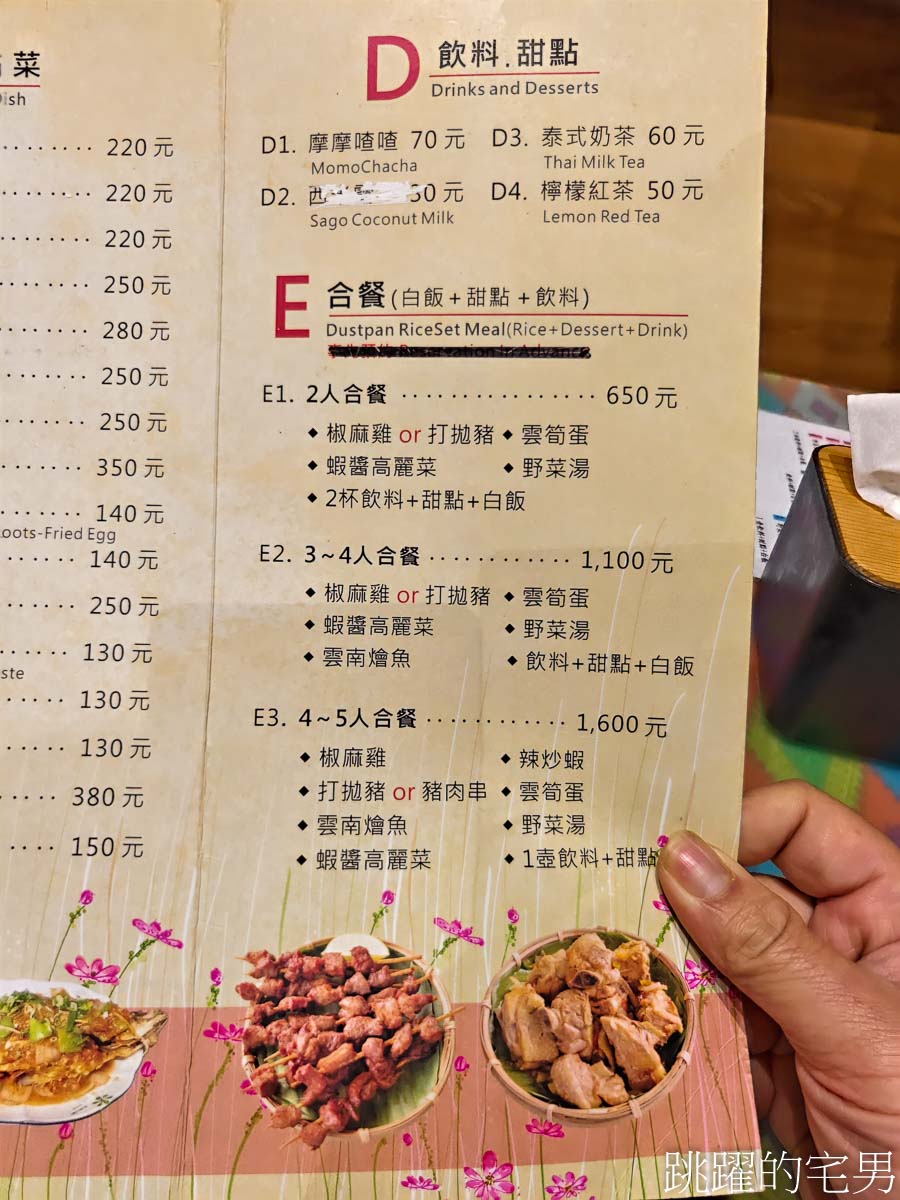 菜
Dish
220元
220元
220元
250元
280元
250元
250元
350元
140元
Roots-Fried Egg
140元
250元
130元
130元
130元
380元
150元
D 飲料.甜點
Drinks and Desserts
D1. 摩摩喳喳 70元 D3. 泰式奶茶 60元
MomoChacha Thai Milk Tea
D2. 西 元 D4. 檸檬紅茶 50元
Sago Coconut Milk Lemon Red Tea
E 合餐(白飯+甜點+飲料)
Dustpan RiceSet Meal(Rice+Dessert+Drink)
Reservation In Advance
E1. 2人合餐 650元
◆椒麻雞 or 打拋豬 ◆雲筍蛋
◆蝦醬高麗菜 ◆野菜湯
◆2杯飲料+甜點+白飯
E2. 3~4人合餐 1,100元
◆椒麻雞 or 打拋豬 ◆雲筍蛋
◆蝦醬高麗菜 ◆野菜湯
◆雲南燴魚 ◆飲料+甜點+白飯
E3. 4~5人合餐 1,600元
◆椒麻雞 ◆辣炒蝦
◆打拋豬 or 豬肉串 ◆雲筍蛋
◆雲南燴魚 ◆野菜湯
◆蝦醬高麗菜 ◆1壺飲料+甜點
跳躍的宅男